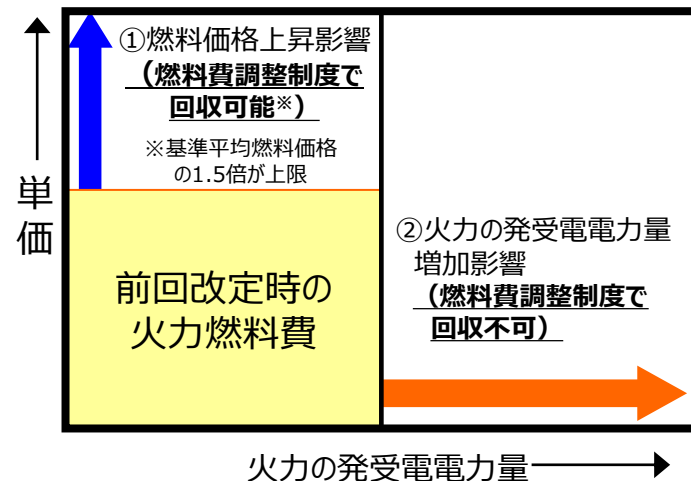 ①燃料価格上昇影響
（燃料費調整制度で
回収可能※）
※基準平均燃料価格
の1.5倍が上限
単価
前回改定時の
火力燃料費
②火力の発受電電力量
増加影響
（燃料費調整制度で
回収不可）
火力の発受電電力量